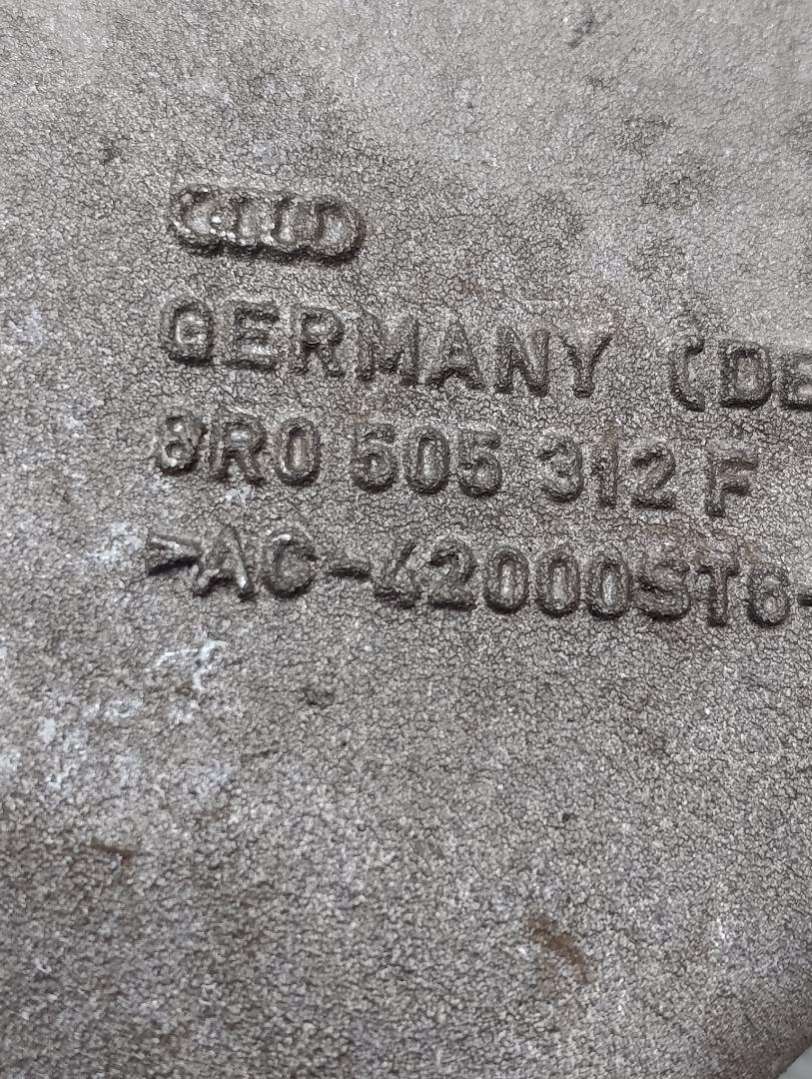 GERMANY (DE
8R0 505 312 F
>AC-42000ST6-